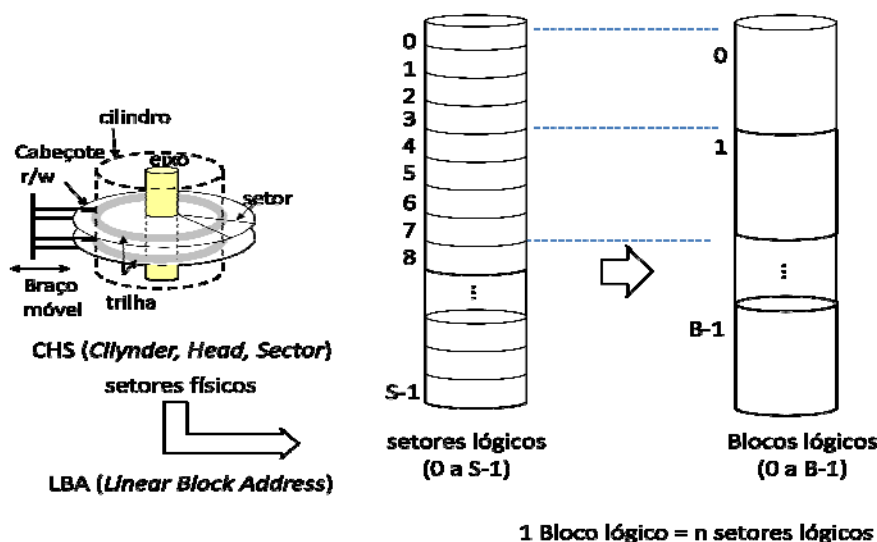 cilindro
Cabeçote
r/w
eixo
setor
Braço
móvel
trilha
CHS (Cilynder, Head, Sector)
setores físicos
LBA (Linear Block Address)
0
1
2
3
4
5
6
7
8
...
S-1
setores lógicos
(0 a S-1)
0
1
...
B-1
Blocos lógicos
(0 a B-1)
1 Bloco lógico = n setores lógicos